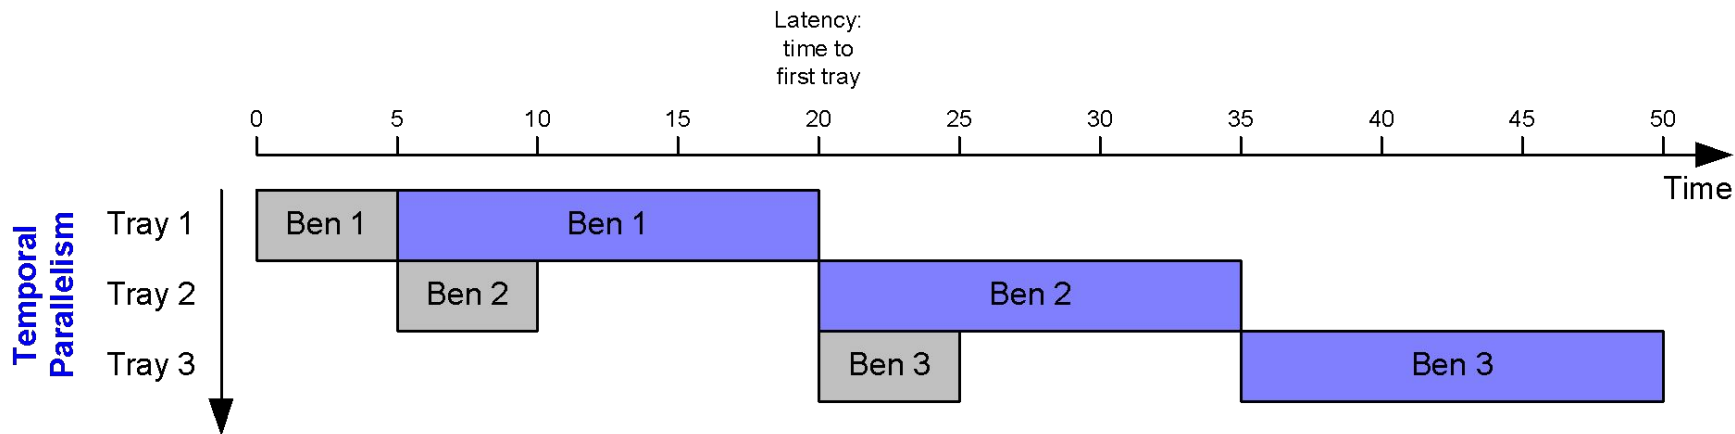 Latency:
time to
first tray
0 5 10 15 20 25 30 35 40 45 50
Time
Temporal
Parallelism
Tray 1 Ben 1 Ben 1
Tray 2 Ben 2 Ben 2
Tray 3 Ben 3 Ben 3